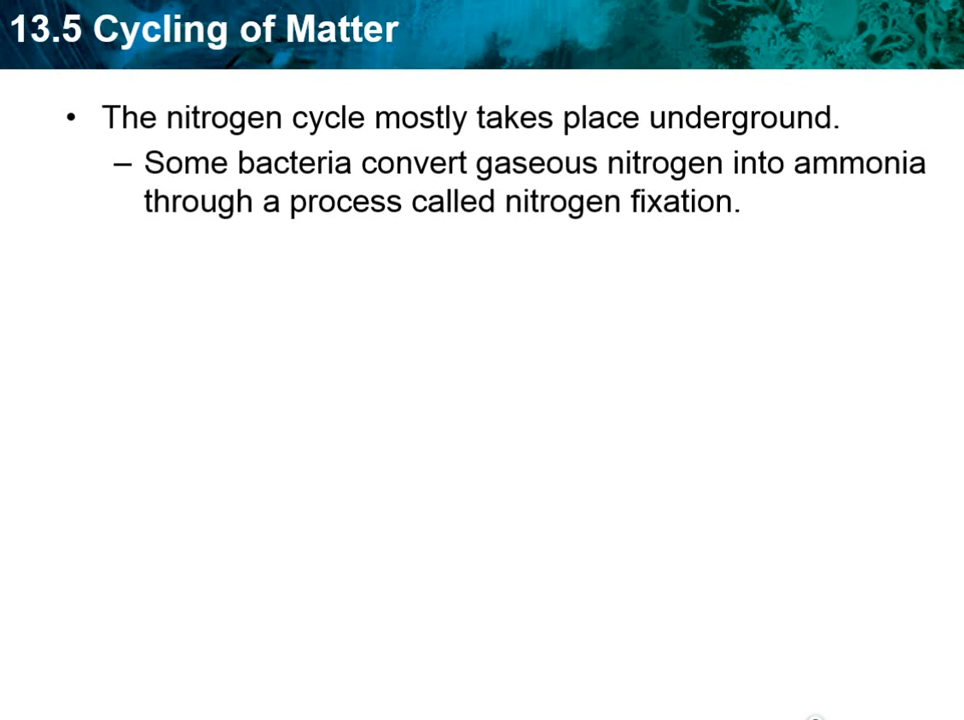 13.5 Cycling of Matter
• The nitrogen cycle mostly takes place underground.
– Some bacteria convert gaseous nitrogen into ammonia
through a process called nitrogen fixation.